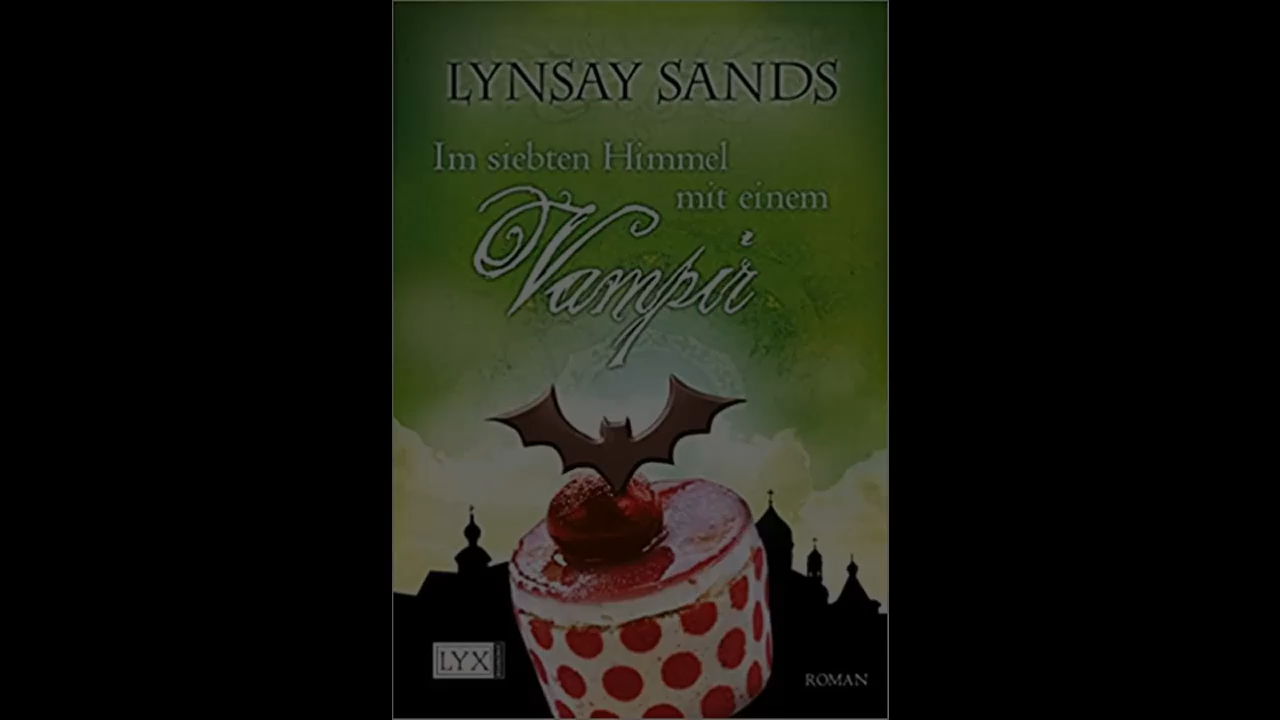 LYNSAY SANDS
Im siebten Himmel
mit einem
Vampir
LYX
ROMAN